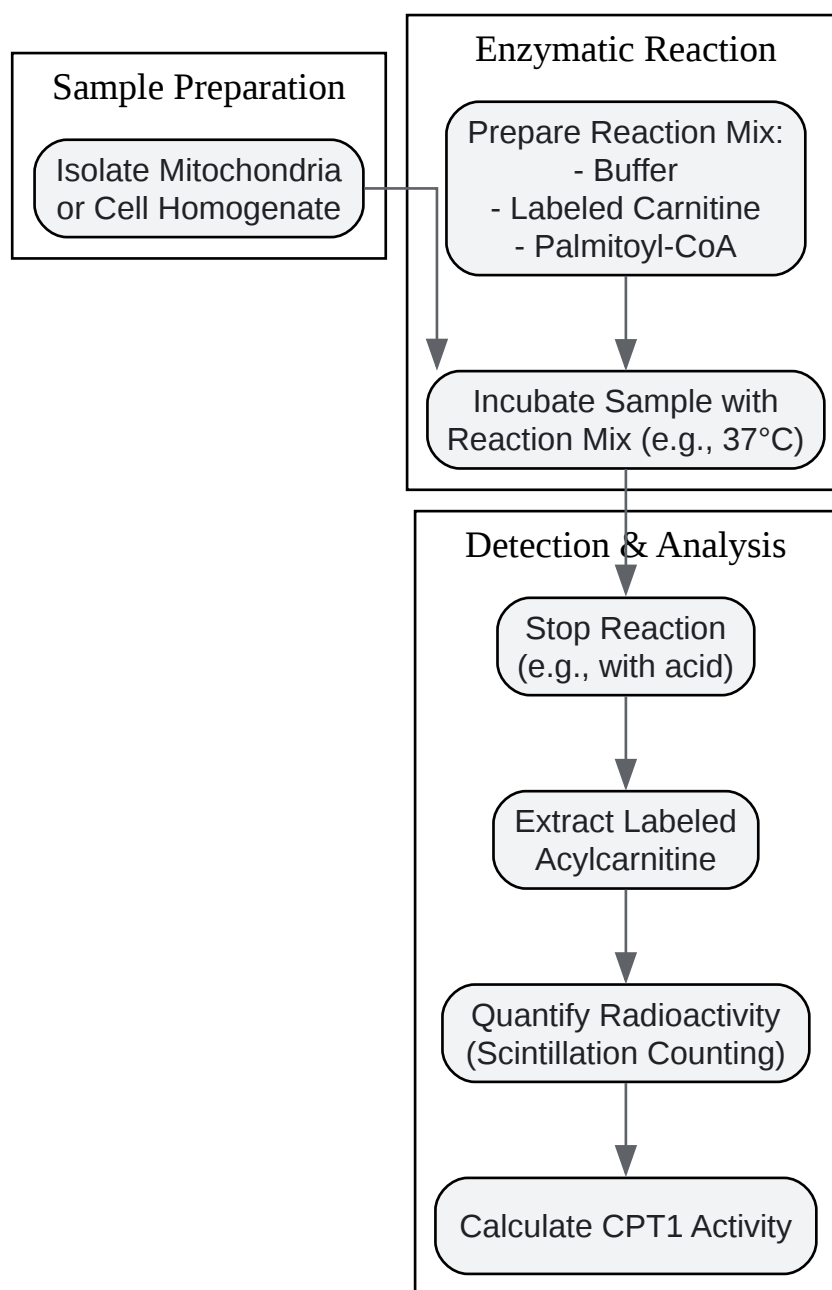 Sample Preparation
Isolate Mitochondria
or Cell Homogenate
Enzymatic Reaction
Prepare Reaction Mix:
- Buffer
- Labeled Carnitine
- Palmitoyl-CoA
Incubate Sample with
Reaction Mix (e.g., 37°C)
Detection & Analysis
Stop Reaction
(e.g., with acid)
Extract Labeled
Acylcarnitine
Quantify Radioactivity
(Scintillation Counting)
Calculate CPT1 Activity